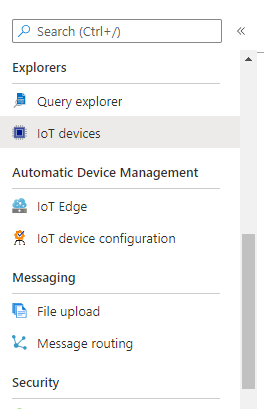 Search (Ctrl+/)
Explorers
Query explorer
IoT devices
Automatic Device Management
IoT Edge
IoT device configuration
Messaging
File upload
Message routing
Security